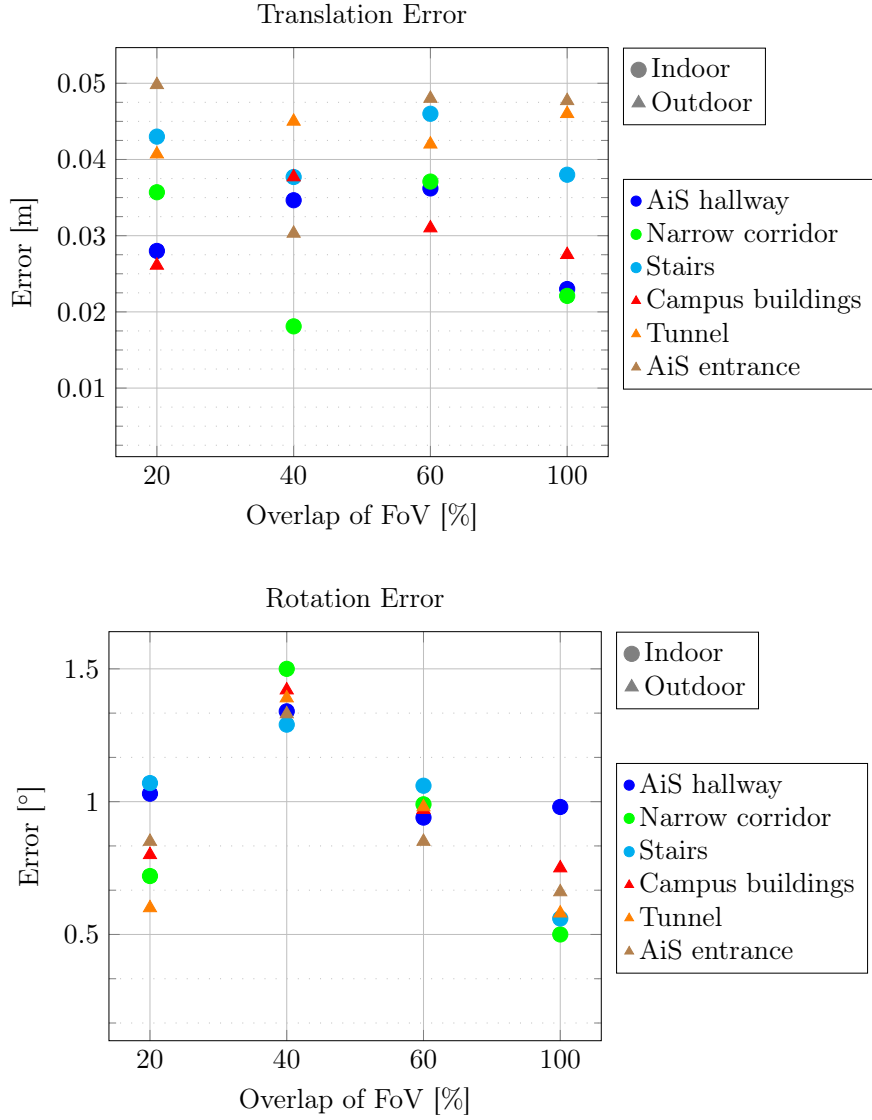 Translation Error
0.05
0.04
0.03
0.02
0.01
Error [m]
20 40 60 100
Overlap of FoV [%]
Indoor
Outdoor
AiS hallway
Narrow corridor
Stairs
Campus buildings
Tunnel
AiS entrance
Rotation Error
1.5
1
0.5
Error [°]
20 40 60 100
Overlap of FoV [%]
Indoor
Outdoor
AiS hallway
Narrow corridor
Stairs
Campus buildings
Tunnel
AiS entrance